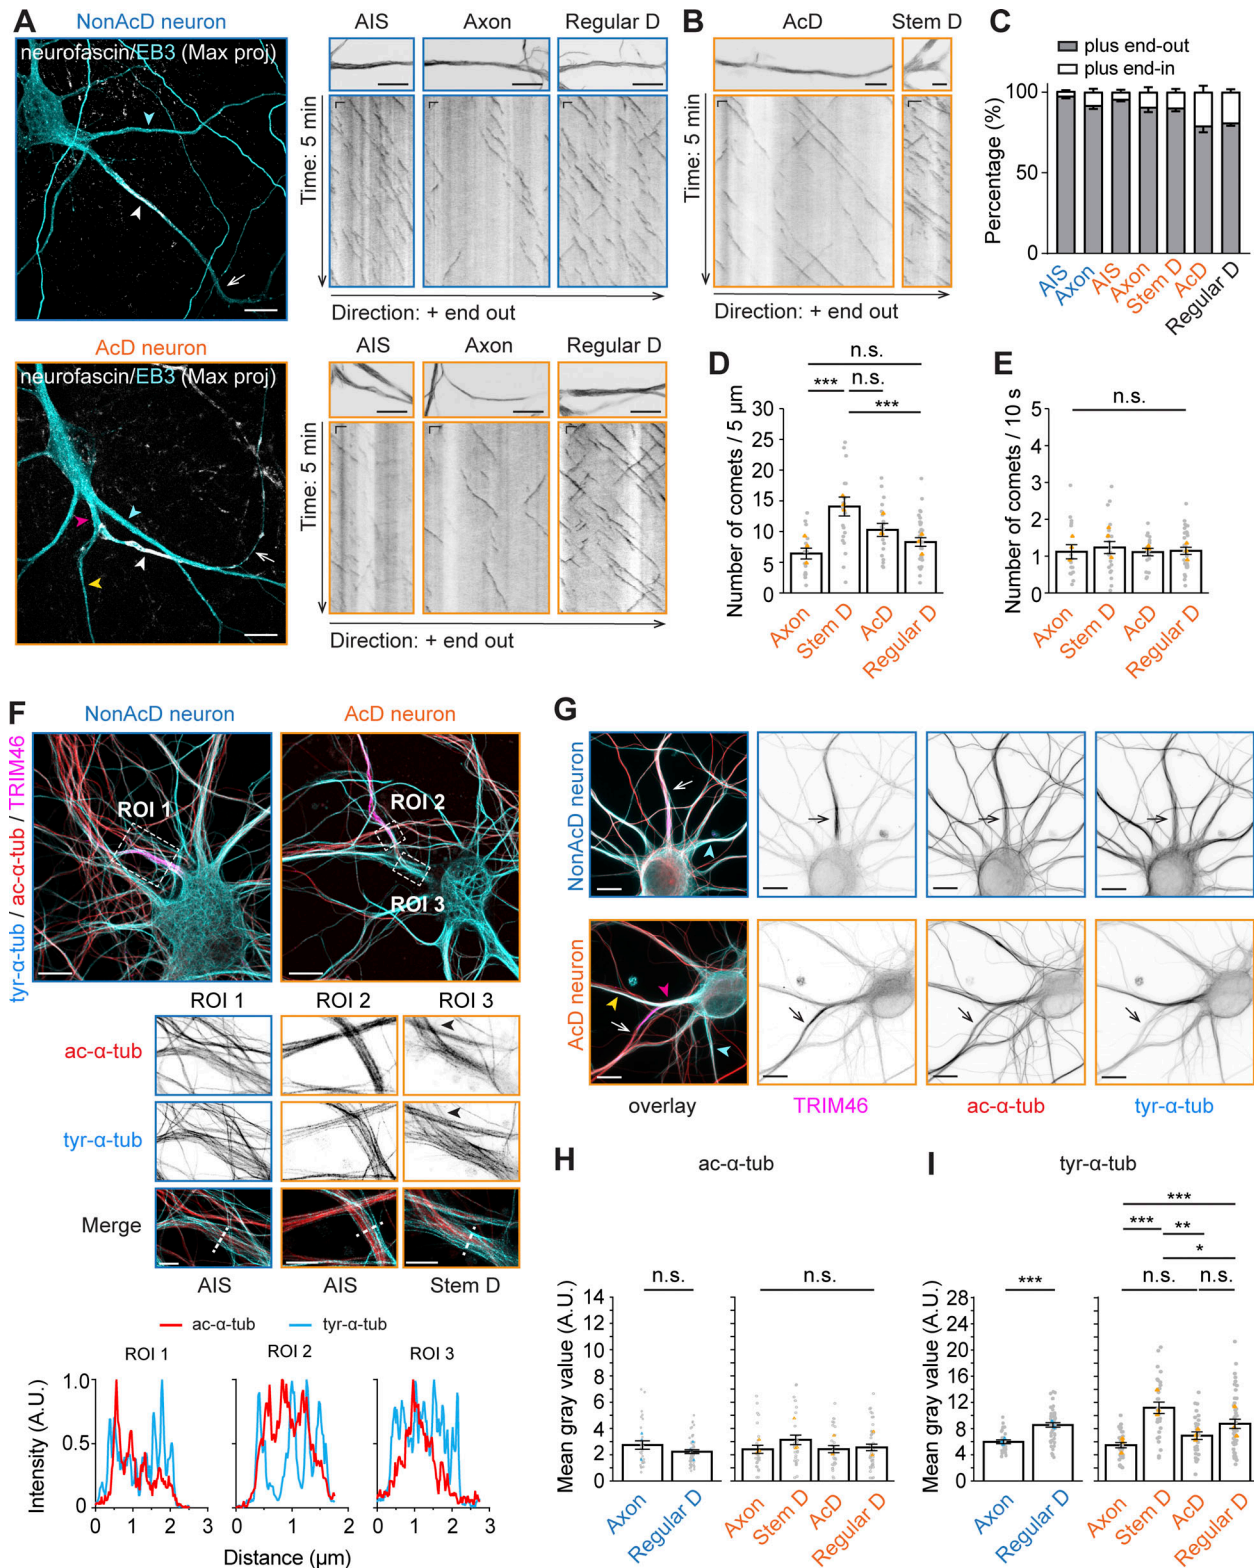 A
NonAcD neuron
neurofascin/EB3 (Max proj)
AIS
Axon
Regular D
Time: 5 min
Direction: + end out
AcD neuron
neurofascin/EB3 (Max proj)
AIS
Axon
Regular D
Time: 5 min
Direction: + end out
B
AcD
Stem D
Time: 5 min
Direction: + end out
C
plus end-out
plus end-in
Percentage (%)
100
50
0
AIS
Axon
AIS
Axon
Stem D
AcD
Regular D
D
n.s.
*** n.s.
***
Number of comets / 5 µm
30
25
20
15
10
5
0
Axon
Stem D
AcD
Regular D
E
n.s.
Number of comets / 10 s
5
4
3
2
1
0
Axon
Stem D
AcD
Regular D
F
NonAcD neuron
AcD neuron
tyr-α-tub / ac-α-tub / TRIM46
ROI 1
ROI 2
ROI 3
ROI 1
ROI 2
ROI 3
ac-α-tub
tyr-α-tub
Merge
AIS
AIS
Stem D
ac-α-tub
tyr-α-tub
ROI 1
ROI 2
ROI 3
Intensity (A.U.)
1.0
0.5
0
0 1 2 3
0 1 2
0 1 2 3
Distance (µm)
G
NonAcD neuron
AcD neuron
overlay
TRIM46
ac-α-tub
tyr-α-tub
H
ac-α-tub
n.s.
n.s.
Mean gray value (A.U.)
14
12
10
8
6
4
2
0
Axon
Regular D
Axon
Stem D
AcD
Regular D
I
tyr-α-tub
***
***
*** **
*
n.s. n.s.
Mean gray value (A.U.)
28
24
20
16
12
8
4
0
Axon
Regular D
Axon
Stem D
AcD
Regular D